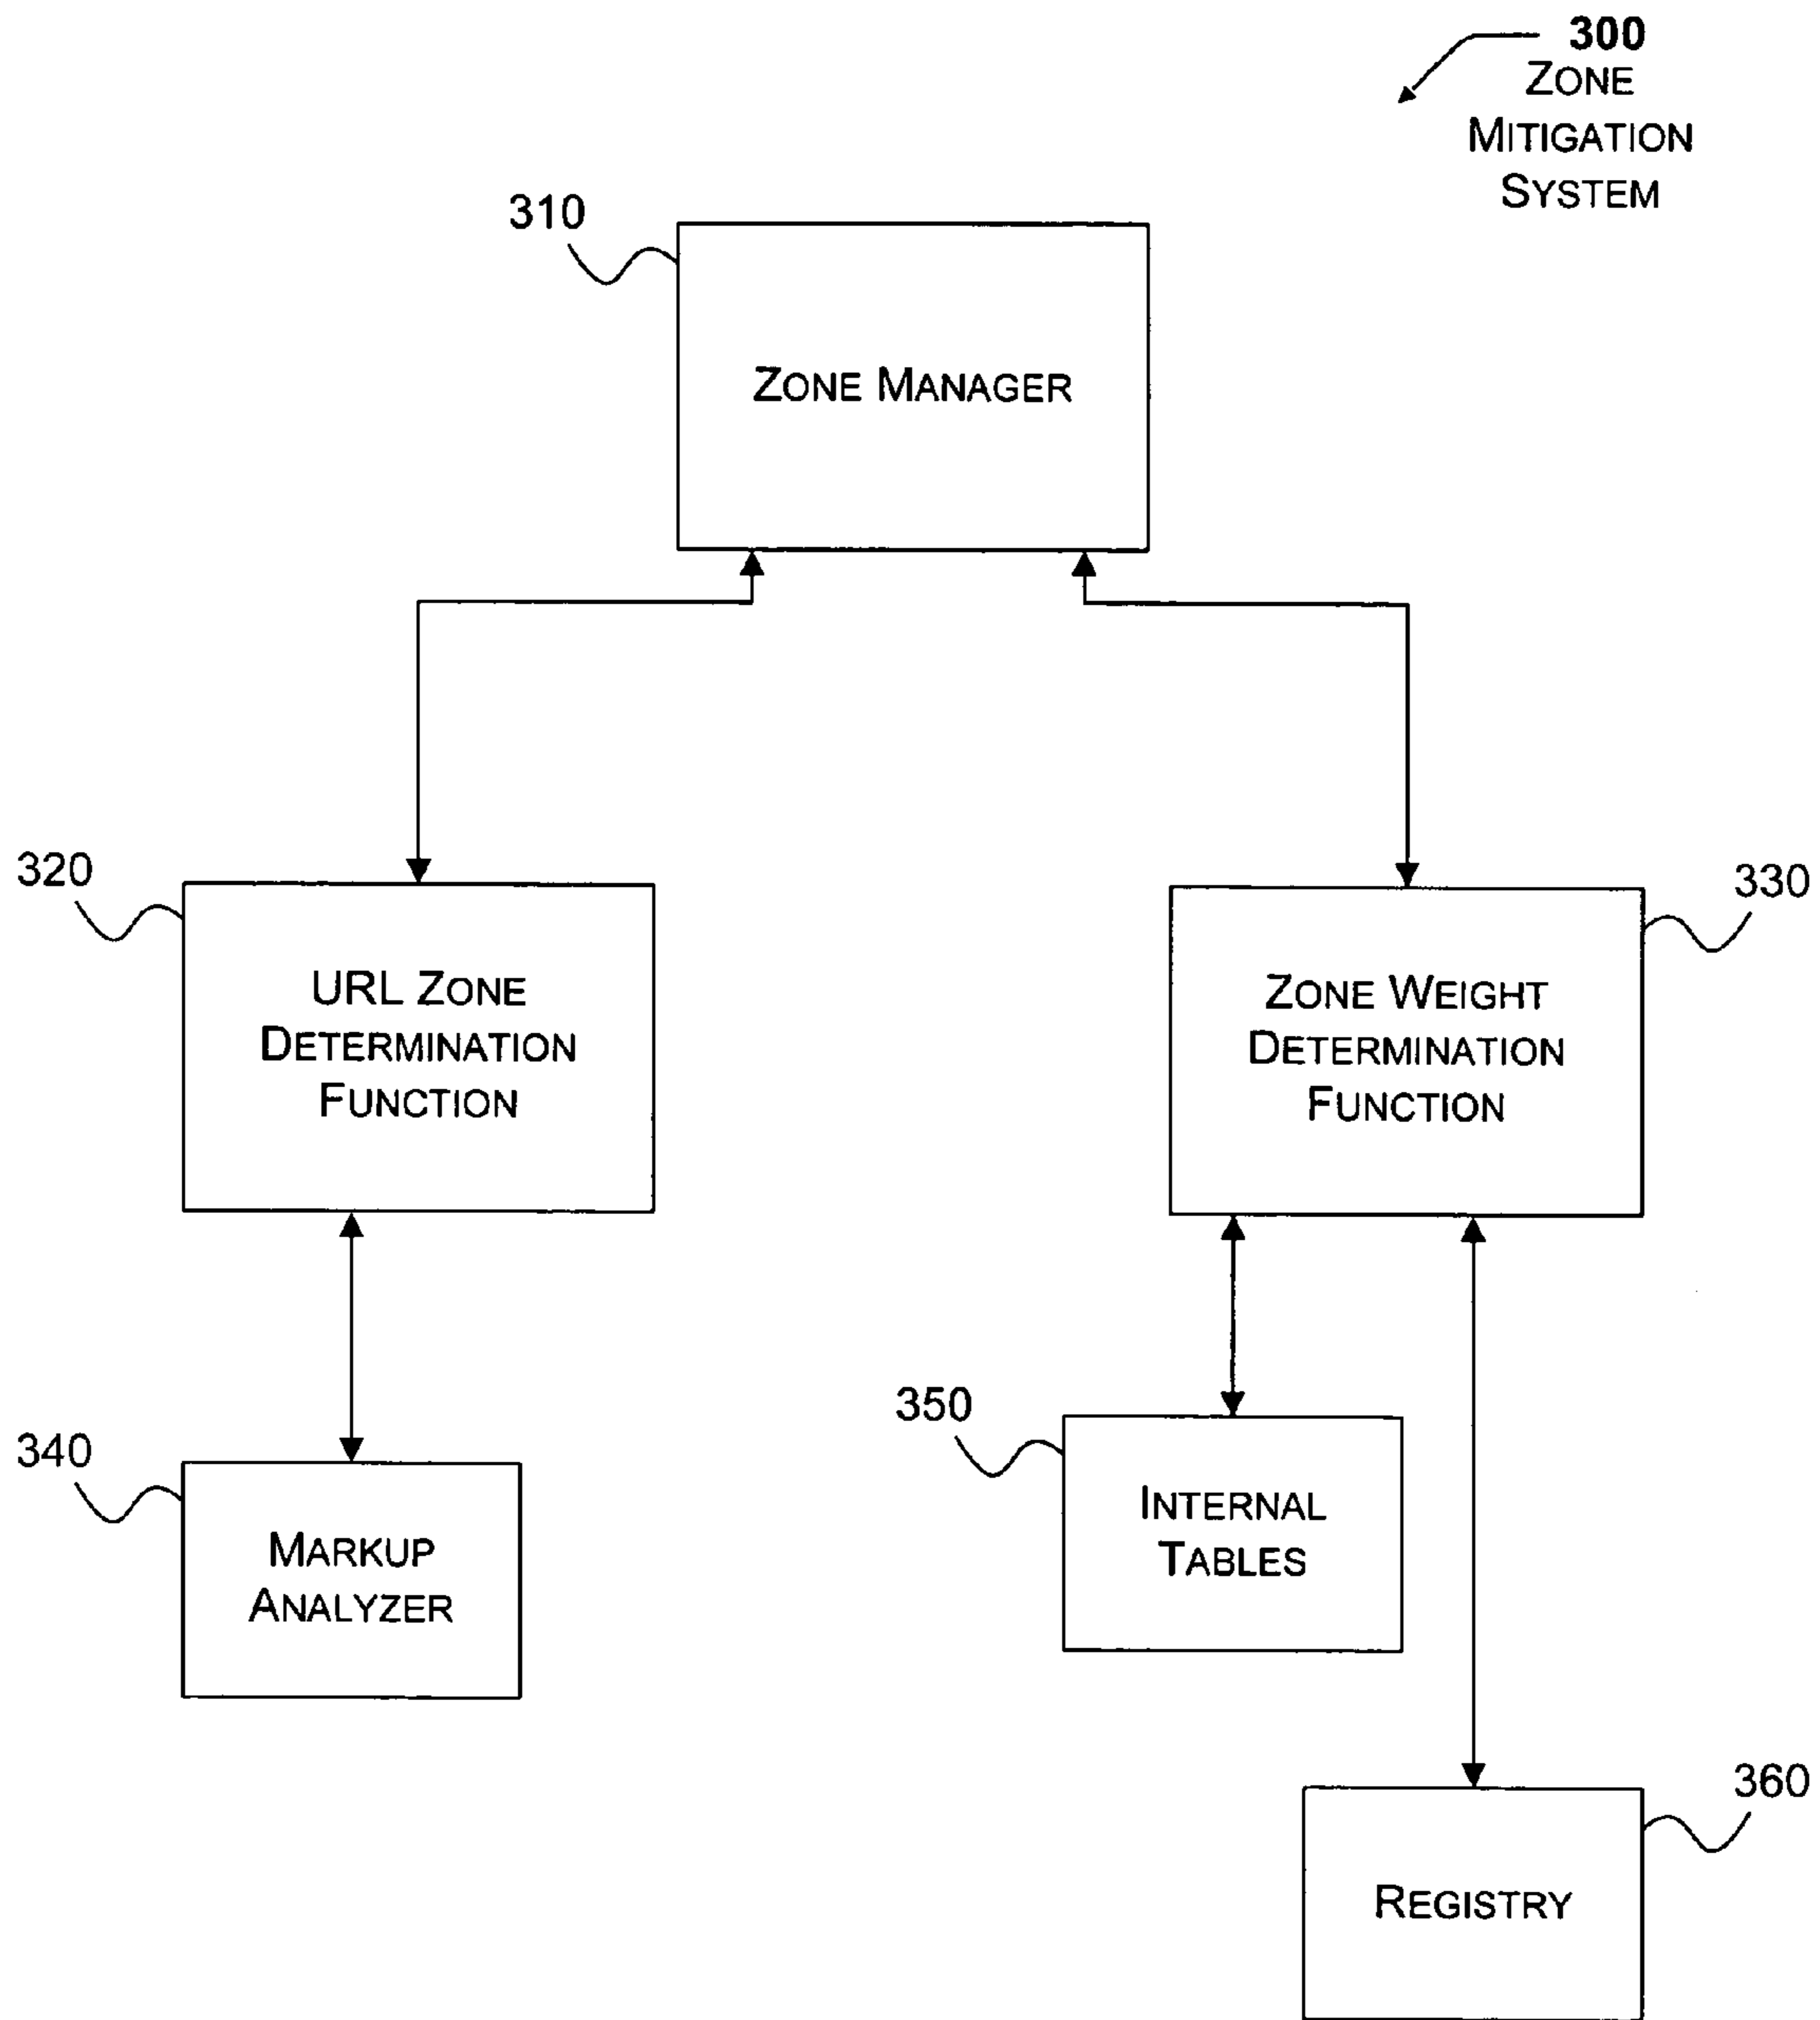 300
ZONE
MITIGATION
SYSTEM
310
ZONE MANAGER
320
URL ZONE
DETERMINATION
FUNCTION
330
ZONE WEIGHT
DETERMINATION
FUNCTION
340
MARKUP
ANALYZER
350
INTERNAL
TABLES
360
REGISTRY